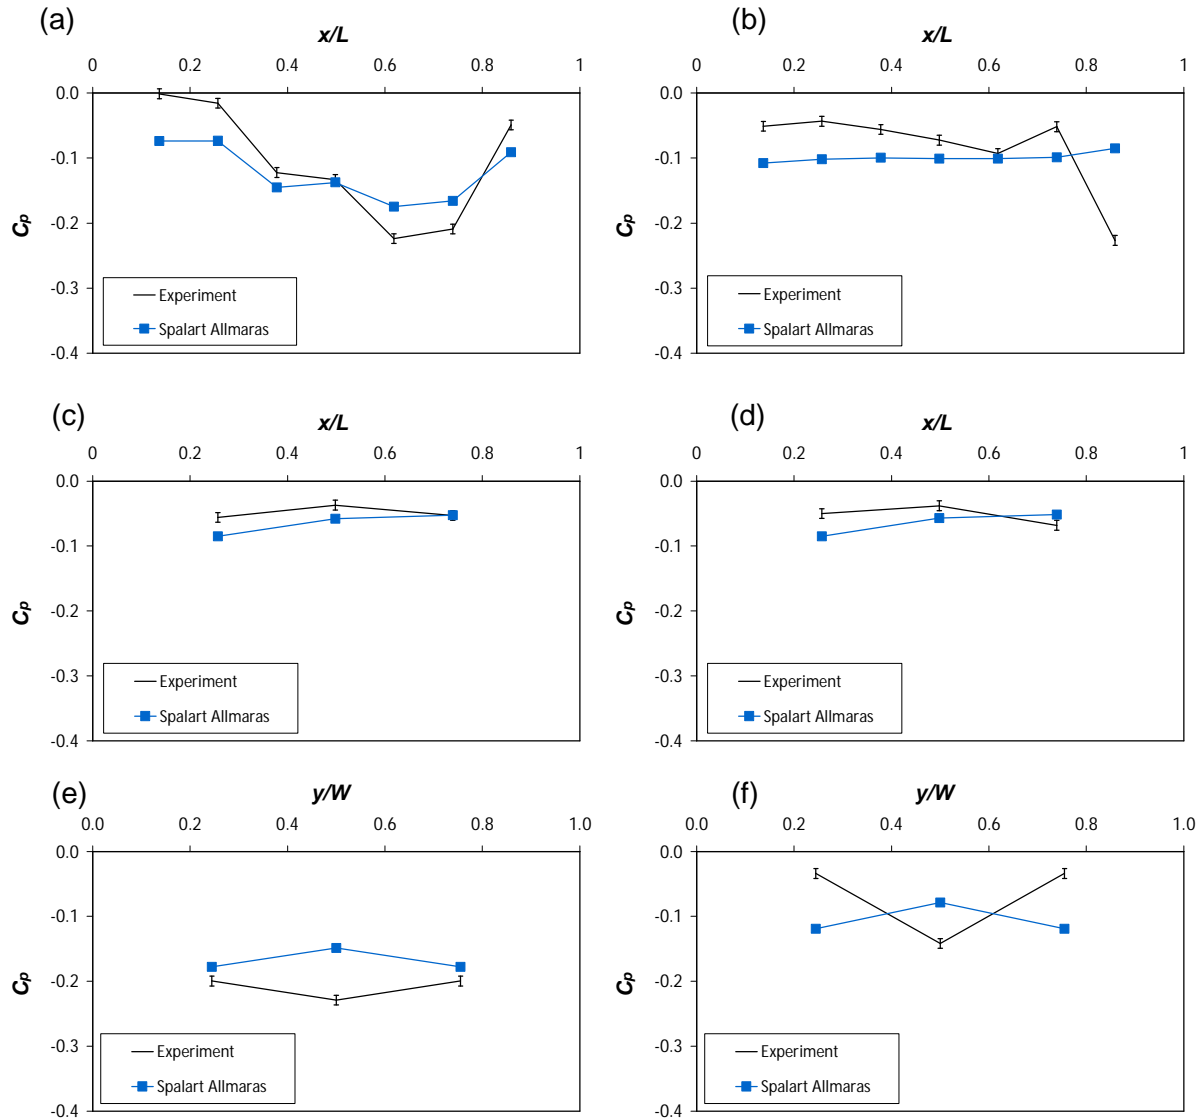 (a)
x/L
0 0.2 0.4 0.6 0.8 1
0.0
-0.1
-0.2
-0.3
-0.4
Cp
Experiment
Spalart Allmaras
(b)
x/L
0 0.2 0.4 0.6 0.8 1
0.0
-0.1
-0.2
-0.3
-0.4
Cp
Experiment
Spalart Allmaras
(c)
x/L
0 0.2 0.4 0.6 0.8 1
0.0
-0.1
-0.2
-0.3
-0.4
Cp
Experiment
Spalart Allmaras
(d)
x/L
0 0.2 0.4 0.6 0.8 1
0.0
-0.1
-0.2
-0.3
-0.4
Cp
Experiment
Spalart Allmaras
(e)
y/W
0.0 0.2 0.4 0.6 0.8 1.0
0.0
-0.1
-0.2
-0.3
-0.4
Cp
Experiment
Spalart Allmaras
(f)
y/W
0.0 0.2 0.4 0.6 0.8 1.0
0.0
-0.1
-0.2
-0.3
-0.4
Cp
Experiment
Spalart Allmaras